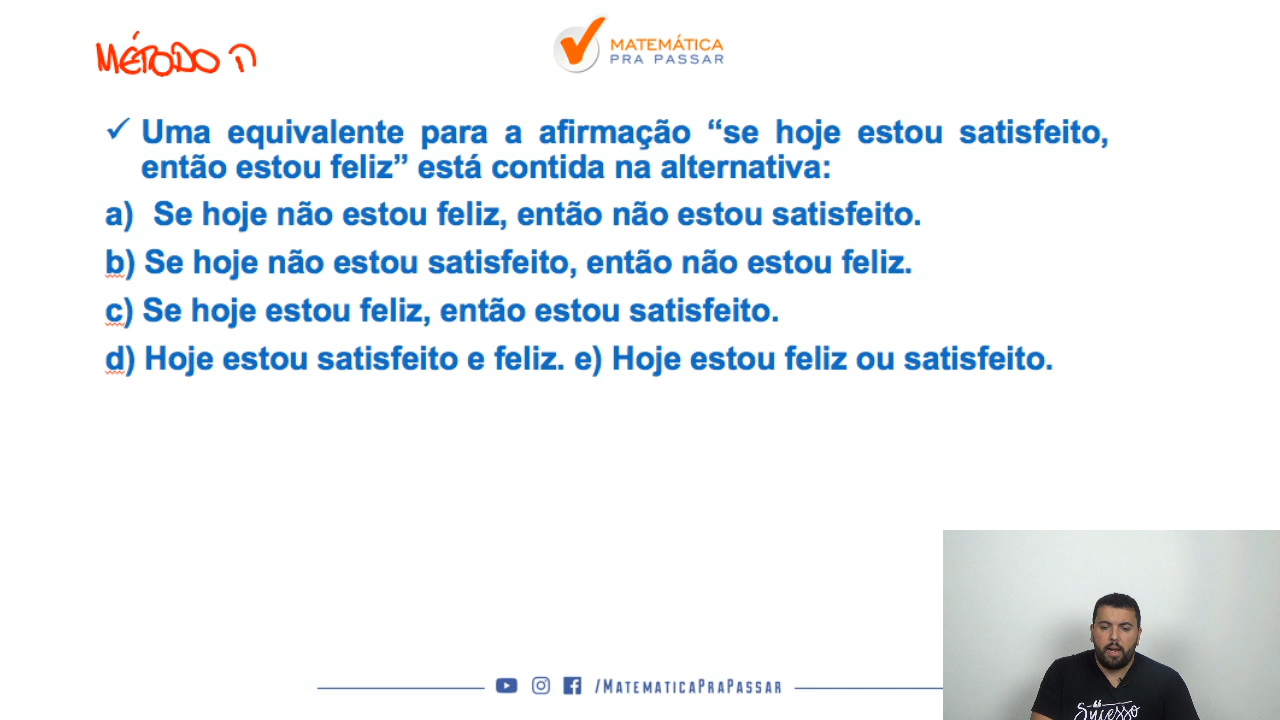 MÉTODO
MATEMÁTICA
PRA PASSAR
✓ Uma equivalente para a afirmação “se hoje estou satisfeito,
então estou feliz” está contida na alternativa:
a) Se hoje não estou feliz, então não estou satisfeito.
b) Se hoje não estou satisfeito, então não estou feliz.
c) Se hoje estou feliz, então estou satisfeito.
d) Hoje estou satisfeito e feliz. e) Hoje estou feliz ou satisfeito.
/MATEMATICAPRAPASSAR
Sucesso